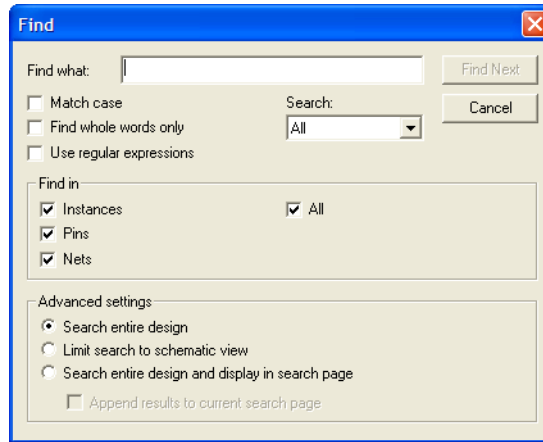 Find
Find what:
Find Next
Match case
Search:
Cancel
Find whole words only
All
Use regular expressions
Find in
Instances
All
Pins
Nets
Advanced settings
Search entire design
Limit search to schematic view
Search entire design and display in search page
Append results to current search page